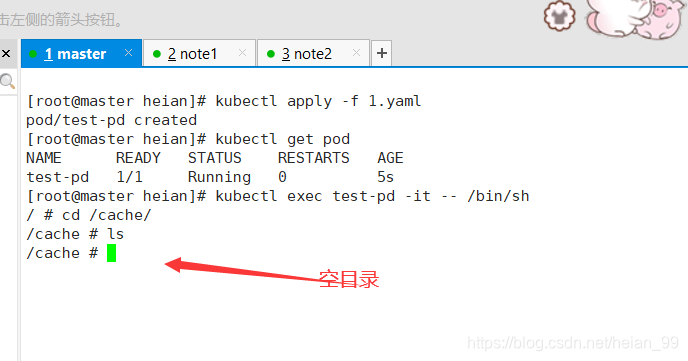 击左侧的箭头按钮。
1 master
2 note1
3 note2
[root@master heian]# kubectl apply -f 1.yaml
pod/test-pd created
[root@master heian]# kubectl get pod
NAME READY STATUS RESTARTS AGE
test-pd 1/1 Running 0 5s
[root@master heian]# kubectl exec test-pd -it -- /bin/sh
/ # cd /cache/
/cache # ls
/cache #
空目录
https://blog.csdn.net/heian_99